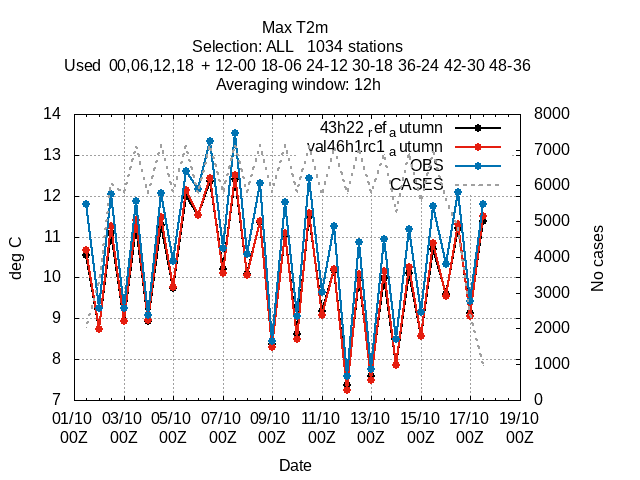 Max T2m
Selection: ALL   1034 stations
Used  00,06,12,18  + 12-00 18-06 24-12 30-18 36-24 42-30 48-36
Averaging window: 12h
14
13
12
11
10
9
8
7
deg C
8000
7000
6000
5000
4000
3000
2000
1000
0
No cases
43h22 refa utumn
val46h1rc1 a utumn
OBS
CASES
01/10 03/10 05/10 07/10 09/10 11/10 13/10 15/10 17/10 19/10
00Z 00Z 00Z 00Z 00Z 00Z 00Z 00Z 00Z 00Z
Date